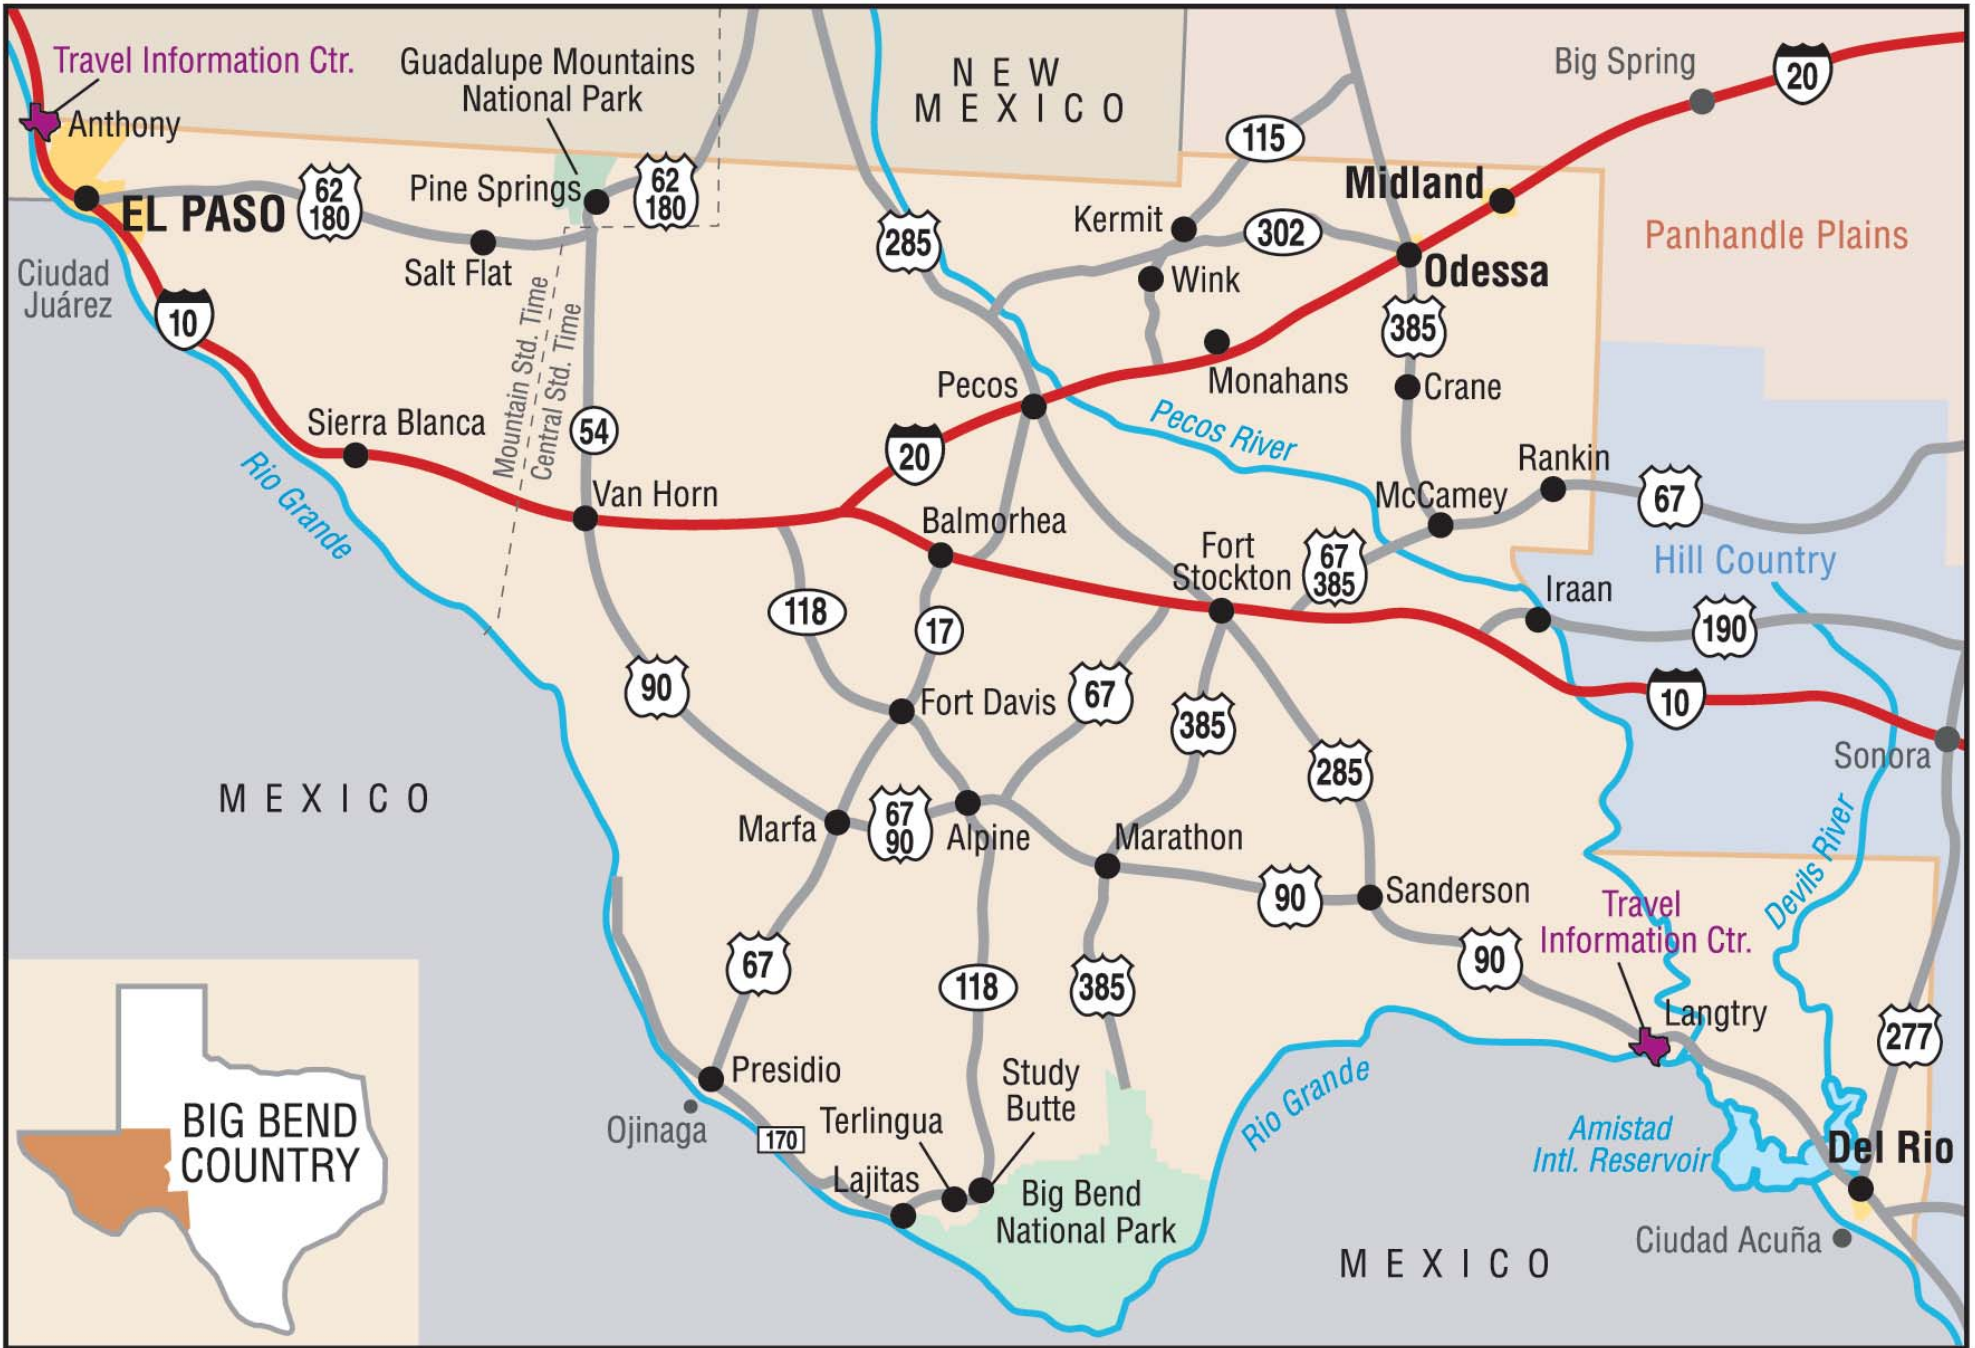 Travel Information Ctr.
Anthony
Guadalupe Mountains
National Park
NEW
MEXICO
Big Spring
20
115
EL PASO
62
180
Pine Springs
62
180
Salt Flat
285
Kermit
302
Wink
Midland
Odessa
Panhandle Plains
Ciudad
Juárez
10
Mountain Std. Time
Central Std. Time
385
Monahans
Crane
Pecos
Pecos River
Sierra Blanca
54
20
Rio Grande
Van Horn
Balmorhea
Rankin
McCamey
67
Fort
Stockton
67
385
Hill Country
Iraan
190
118
17
90
Fort Davis
67
385
10
285
Sonora
MEXICO
Marfa
67
90
Alpine
Marathon
90
Sanderson
Devils River
Travel
Information Ctr.
90
67
118
385
Langtry
277
Presidio
Study
Butte
Ojinaga
170
Terlingua
Lajitas
Rio Grande
Amistad
Intl. Reservoir
Del Rio
BIG BEND
COUNTRY
Big Bend
National Park
Ciudad Acuña
MEXICO